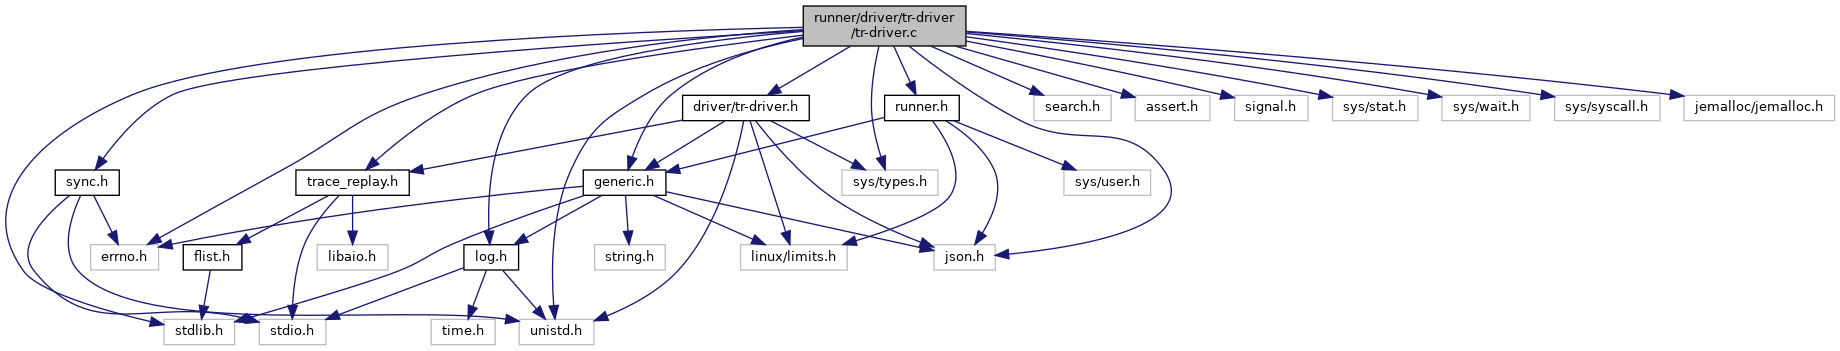 runner/driver/tr-driver
/tr-driver.c
driver/tr-driver.h
runner.h
search.h
assert.h
signal.h
sys/stat.h
sys/wait.h
sys/syscall.h
jemalloc/jemalloc.h
sync.h
trace_replay.h
generic.h
sys/types.h
sys/user.h
errno.h
flist.h
libaio.h
log.h
string.h
linux/limits.h
json.h
stdlib.h
stdio.h
time.h
unistd.h